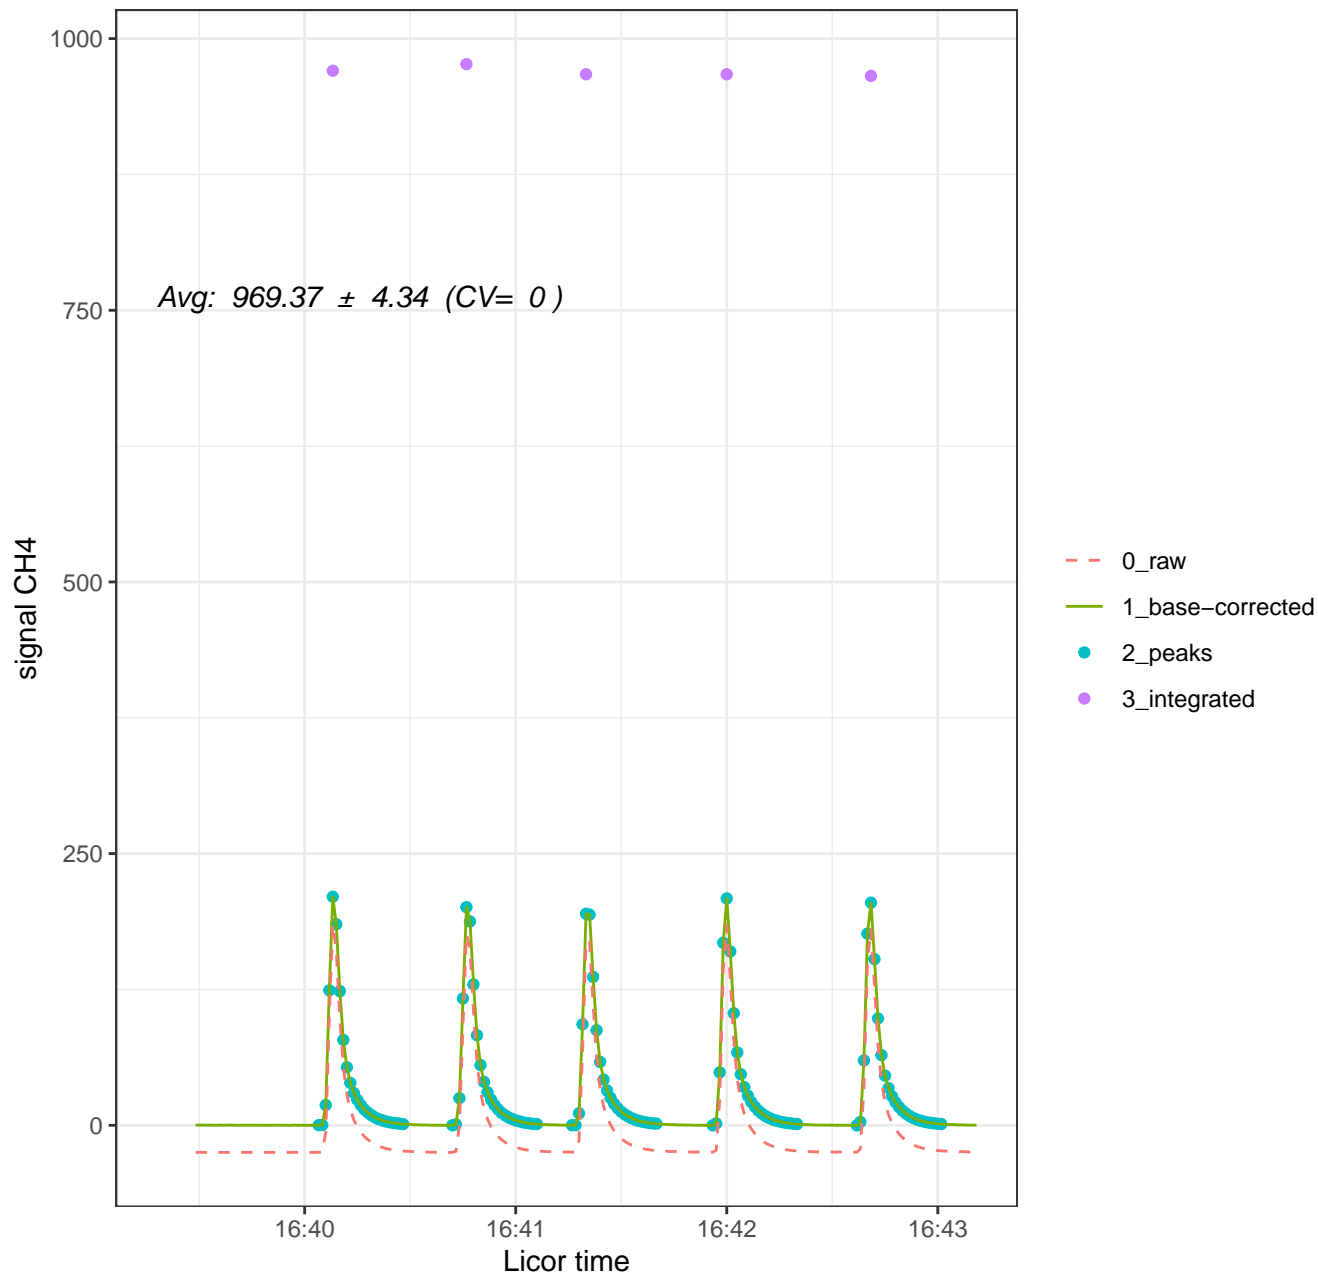 1000
750
500
250
0
signal CH4
Avg: 969.37 ± 4.34 (CV= 0 )
16:40
16:41
16:42
16:43
Licor time
0_raw
1_base−corrected
2_peaks
3_integrated